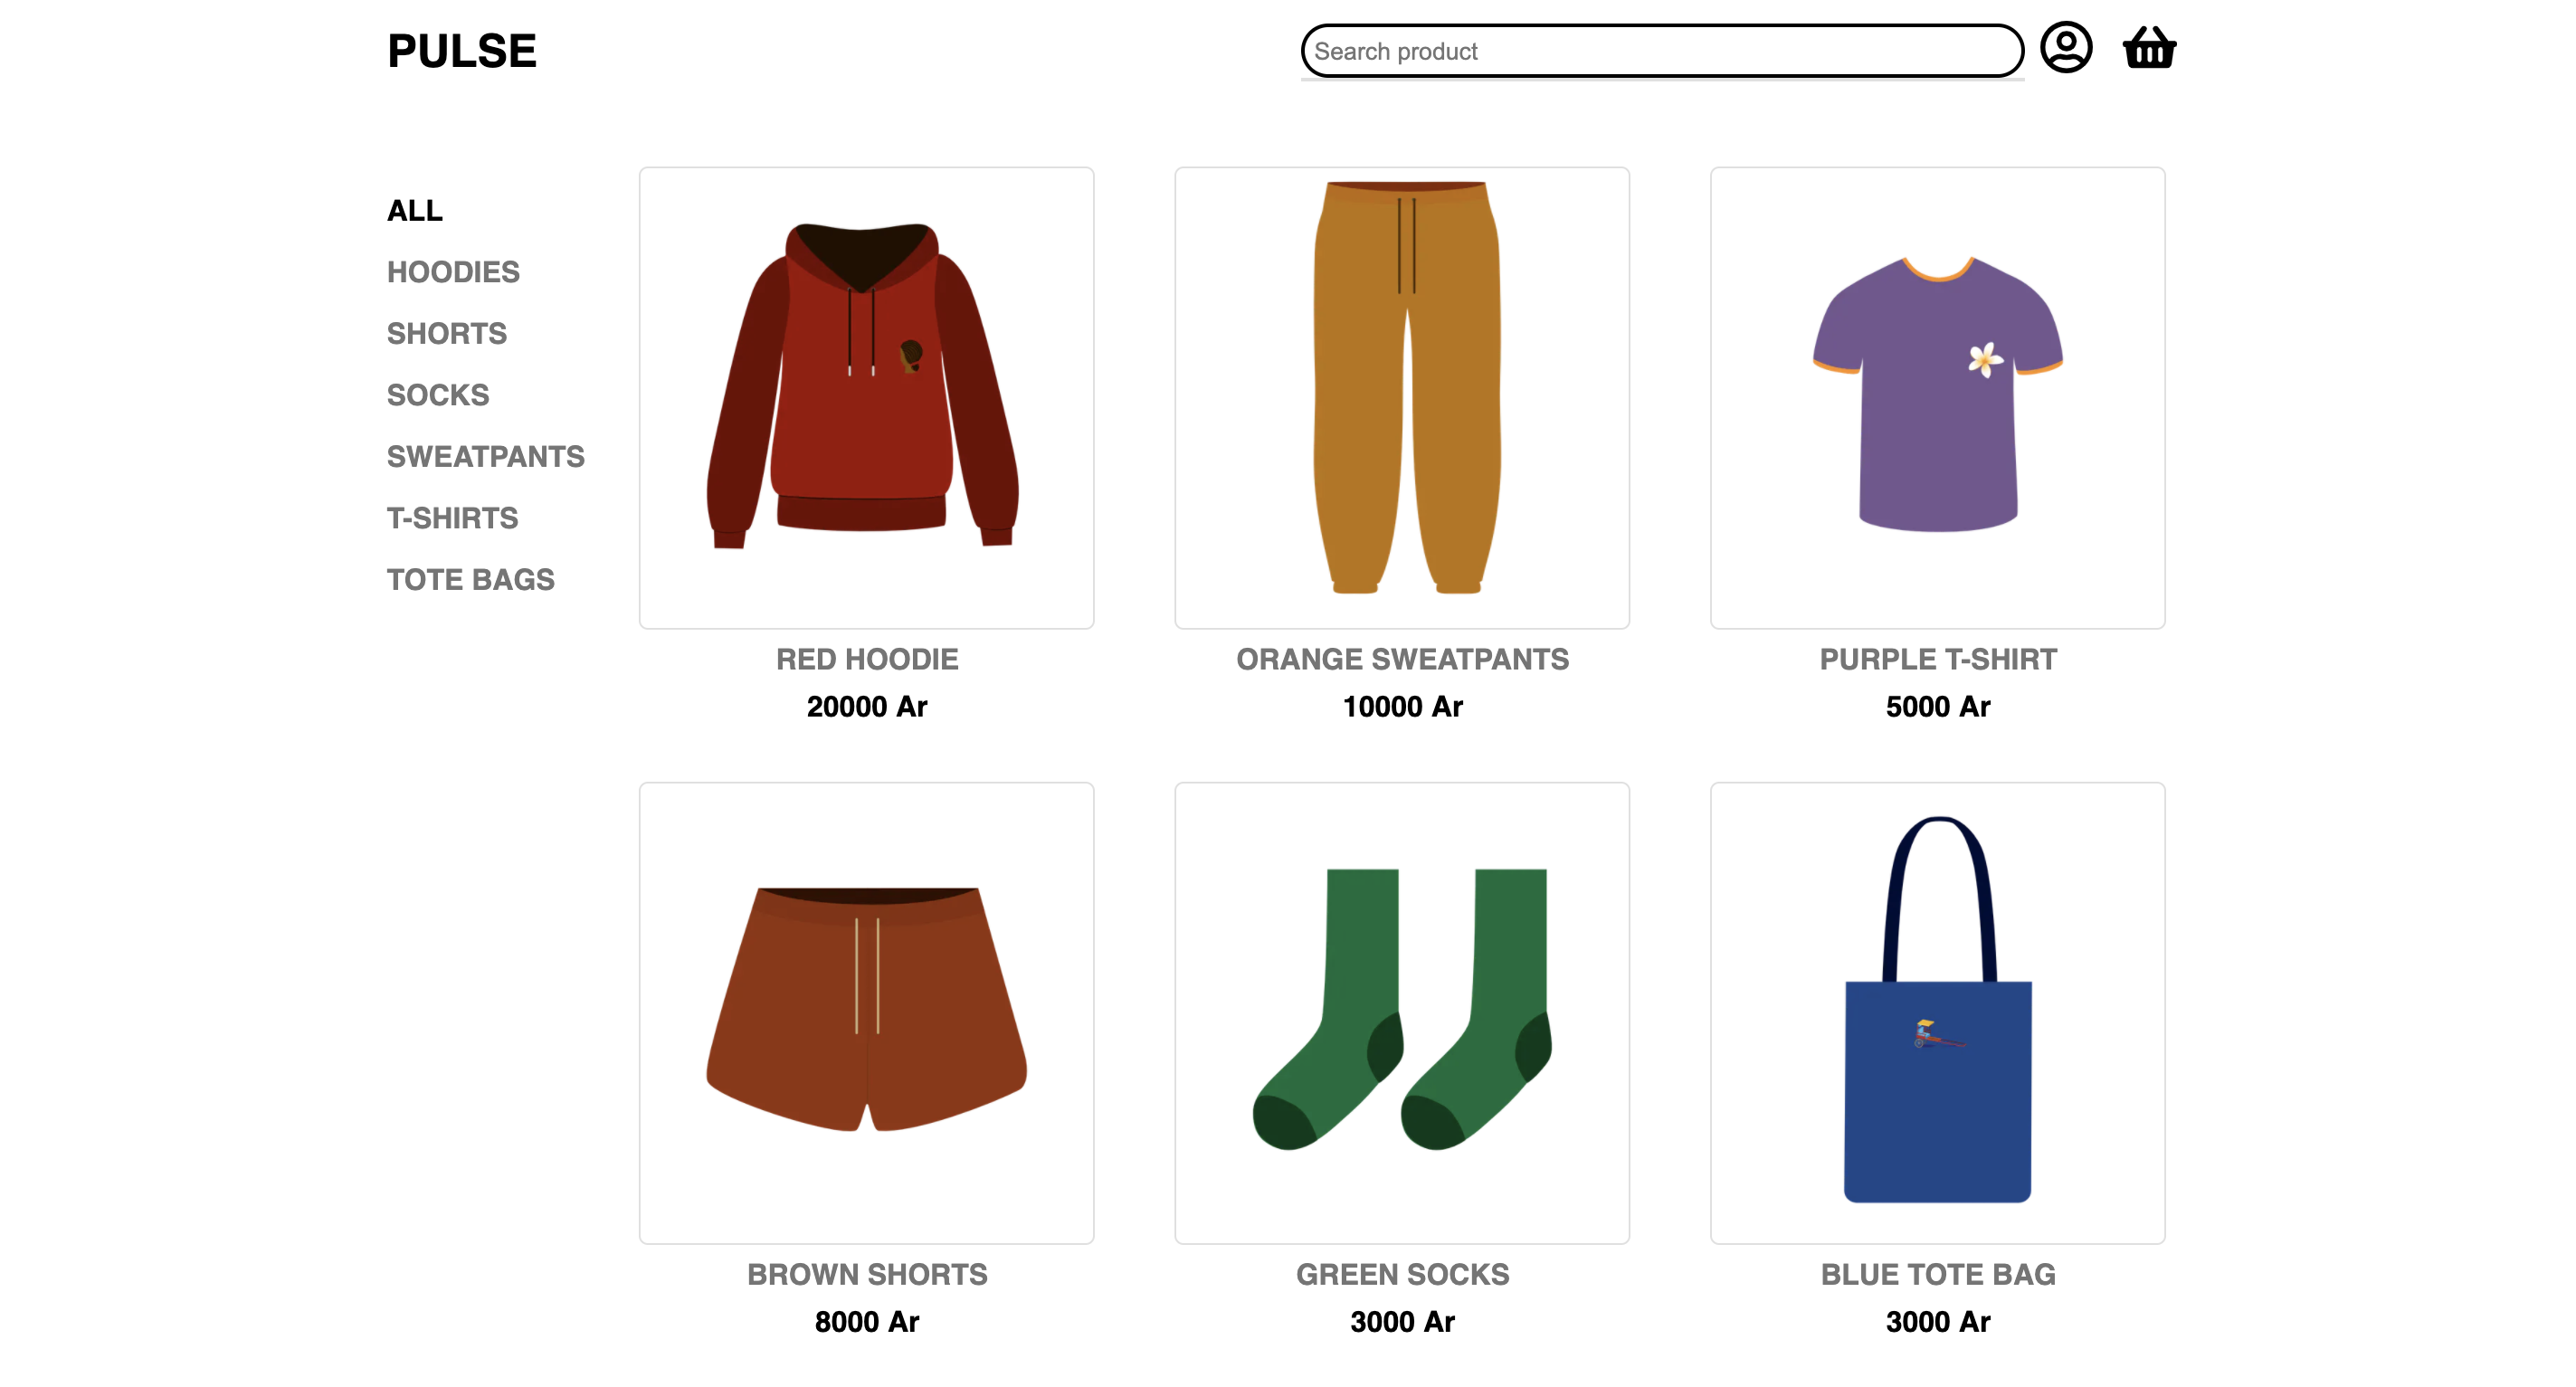 PULSE
Search product
ALL
HOODIES
SHORTS
SOCKS
SWEATPANTS
T-SHIRTS
TOTE BAGS
RED HOODIE
20000 Ar
ORANGE SWEATPANTS
10000 Ar
PURPLE T-SHIRT
5000 Ar
BROWN SHORTS
8000 Ar
GREEN SOCKS
3000 Ar
BLUE TOTE BAG
3000 Ar